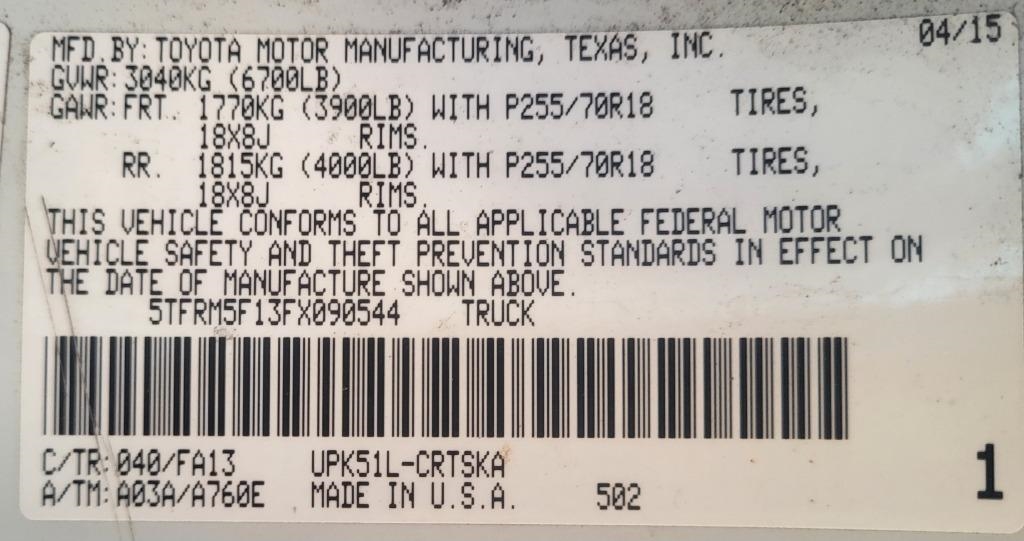 04/15
MFD.BY: TOYOTA MOTOR MANUFACTURING, TEXAS, INC.
GVWR: 3040KG (6700LB)
GAWR: FRT. 1770KG (3900LB) WITH P255/70R18 TIRES,
18X8J RIMS.
RR. 1815KG (4000LB) WITH P255/70R18 TIRES,
18X8J RIMS.
THIS VEHICLE CONFORMS TO ALL APPLICABLE FEDERAL MOTOR
VEHICLE SAFETY AND THEFT PREVENTION STANDARDS IN EFFECT ON
THE DATE OF MANUFACTURE SHOWN ABOVE.
5TFRM5F13FX090544 TRUCK
C/TR: 040/FA13 UPK51L-CRTSKA
A/TM: A03A/A760E MADE IN U.S.A. 502
1